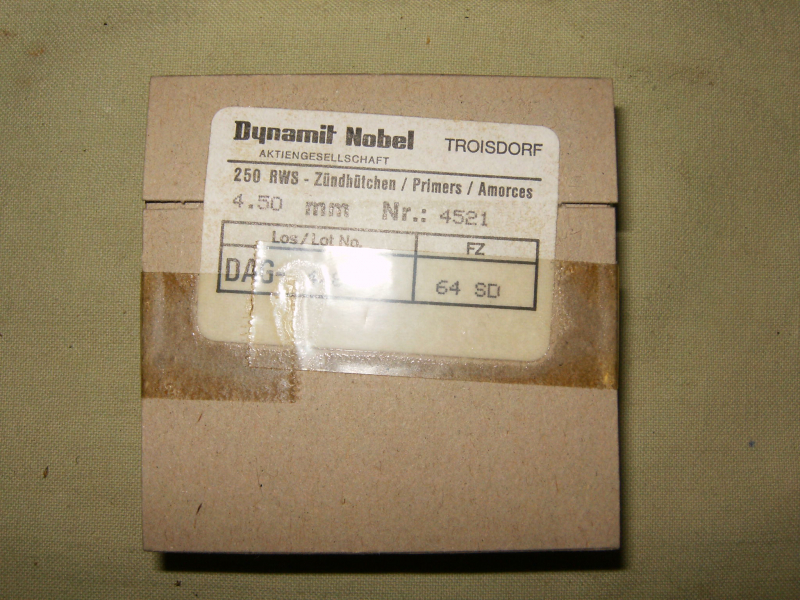 Dynamit Nobel TROISDORF
AKTIENGESELLSCHAFT
250 RWS - Zündhütchen / Primers / Amorces
4.50 mm Nr.: 4521
Los / Lot No. FZ
DAG- 64 SD